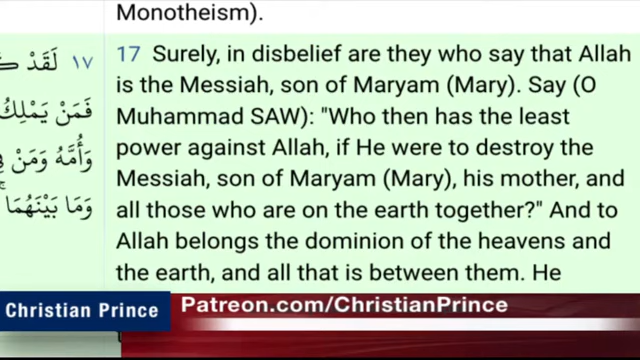 Monotheism).
17 Surely, in disbelief are they who say that Allah
is the Messiah, son of Maryam (Mary). Say (O
Muhammad SAW): "Who then has the least
power against Allah, if He were to destroy the
Messiah, son of Maryam (Mary), his mother, and
all those who are on the earth together?" And to
Allah belongs the dominion of the heavens and
the earth, and all that is between them. He
١٧ لَقَدْ
فَمَنْ يَمْلِكُ
وَأُمَّهُ وَمَنْ
وَمَا بَيْنَهُمَا
Christian Prince
Patreon.com/ChristianPrince